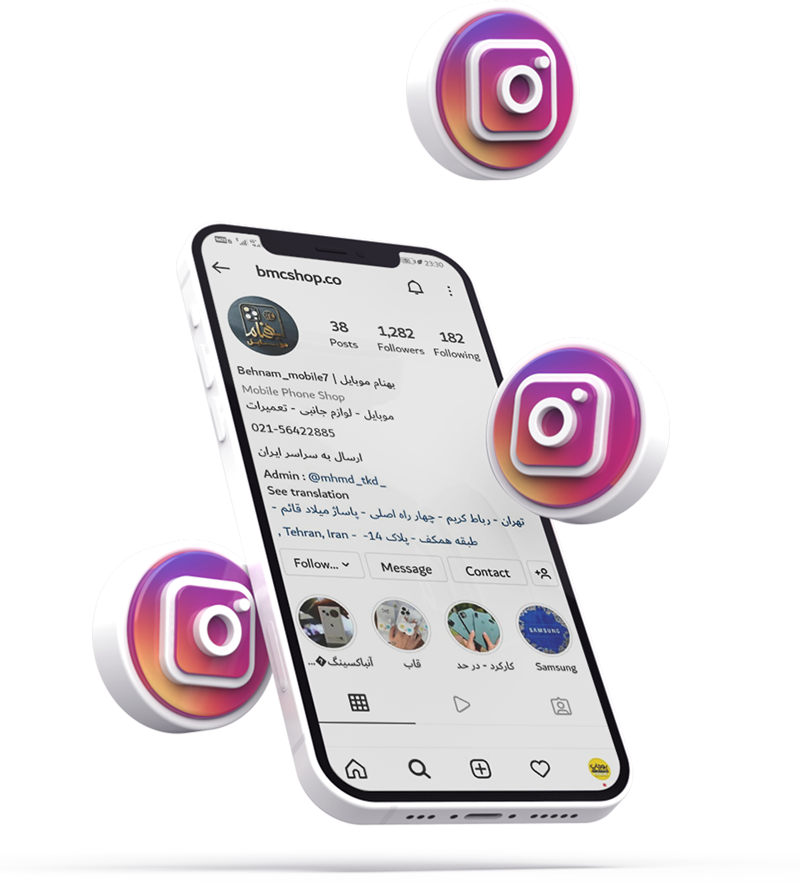 23:30
bmcshop.co
38 1,282 182
Posts Followers Following
بهنام موبایل
Behnam_mobile7 | بهنام موبایل
Mobile Phone Shop
موبایل - لوازم جانبی - تعمیرات
021-56422885
ارسال به سراسر ایران
Admin : @mhmd_tkd_
See translation
تهران - رباط کریم - چهار راه اصلی - پاساژ میلاد قائم -
طبقه همکف - پلاک 14- - Tehran, Iran ,
Follow... Message Contact
آنباکسینگ�... قاب کارکرد - در حد Samsung
SAMSUNG